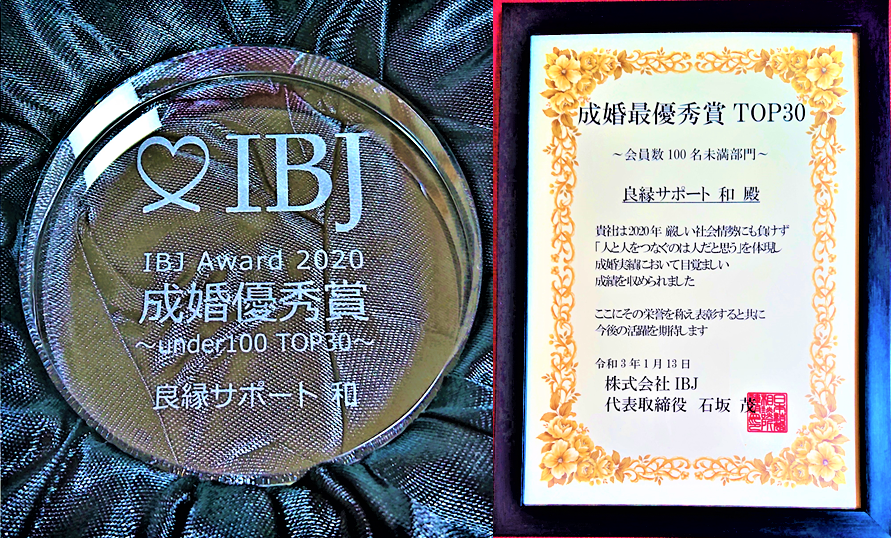 IBJ
IBJ Award 2020
成婚優秀賞
～under100 TOP30～
良縁サポート 和
成婚最優秀賞 TOP30
～会員数100名未満部門～
良縁サポート 和 殿
貴社は2020年 厳しい社会情勢にも負けず
「人と人をつなぐのは人だと思う」を体現し
成婚実績において目覚ましい
成績を収められました
ここにその栄誉を称え表彰すると共に
今後の活躍を期待します
令和3年1月13日
株式会社 IBJ
代表取締役 石坂 茂